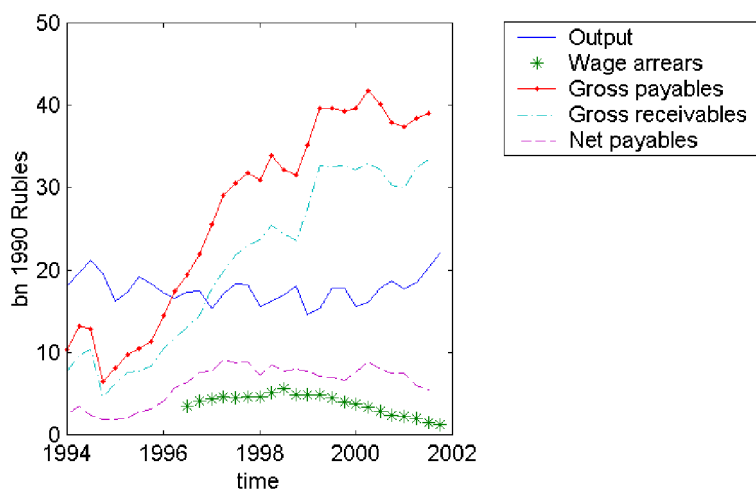 50
40
30
20
10
0
bn 1990 Rubles
1994 1996 1998 2000 2002
time
Output
Wage arrears
Gross payables
Gross receivables
Net payables